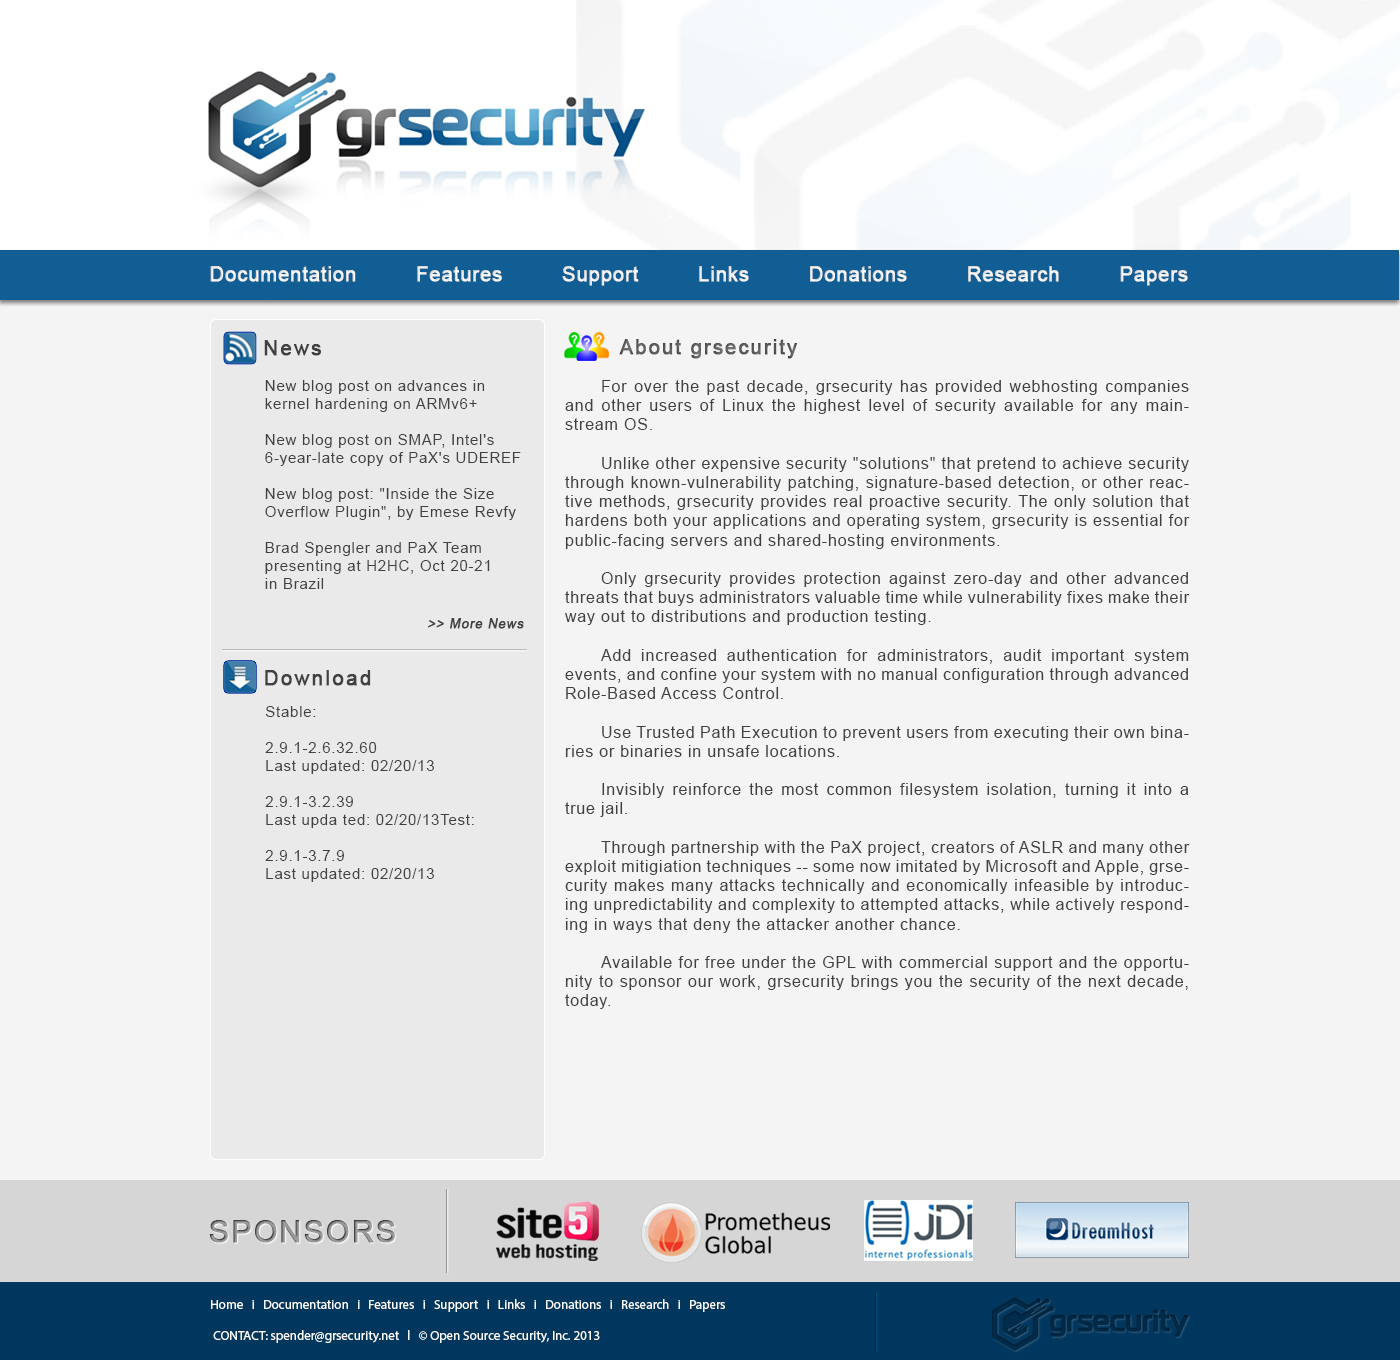 grsecurity
Documentation Features Support Links Donations Research Papers
News
New blog post on advances in
kernel hardening on ARMv6+
New blog post on SMAP, Intel's
6-year-late copy of PaX's UDEREF
New blog post: "Inside the Size
Overflow Plugin", by Emese Revfy
Brad Spengler and PaX Team
presenting at H2HC, Oct 20-21
in Brazil
>> More News
Download
Stable:
2.9.1-2.6.32.60
Last updated: 02/20/13
2.9.1-3.2.39
Last upda ted: 02/20/13Test:
2.9.1-3.7.9
Last updated: 02/20/13
About grsecurity
For over the past decade, grsecurity has provided webhosting companies
and other users of Linux the highest level of security available for any main-
stream OS.
Unlike other expensive security "solutions" that pretend to achieve security
through known-vulnerability patching, signature-based detection, or other reac-
tive methods, grsecurity provides real proactive security. The only solution that
hardens both your applications and operating system, grsecurity is essential for
public-facing servers and shared-hosting environments.
Only grsecurity provides protection against zero-day and other advanced
threats that buys administrators valuable time while vulnerability fixes make their
way out to distributions and production testing.
Add increased authentication for administrators, audit important system
events, and confine your system with no manual configuration through advanced
Role-Based Access Control.
Use Trusted Path Execution to prevent users from executing their own bina-
ries or binaries in unsafe locations.
Invisibly reinforce the most common filesystem isolation, turning it into a
true jail.
Through partnership with the PaX project, creators of ASLR and many other
exploit mitigiation techniques -- some now imitated by Microsoft and Apple, grse-
curity makes many attacks technically and economically infeasible by introduc-
ing unpredictability and complexity to attempted attacks, while actively respond-
ing in ways that deny the attacker another chance.
Available for free under the GPL with commercial support and the opportu-
nity to sponsor our work, grsecurity brings you the security of the next decade,
today.
SPONSORS
site5
web hosting
Prometheus
Global
JDi
internet professionals
DreamHost
Home | Documentation | Features | Support | Links | Donations | Research | Papers
CONTACT: spender@grsecurity.net | © Open Source Security, Inc. 2013
grsecurity